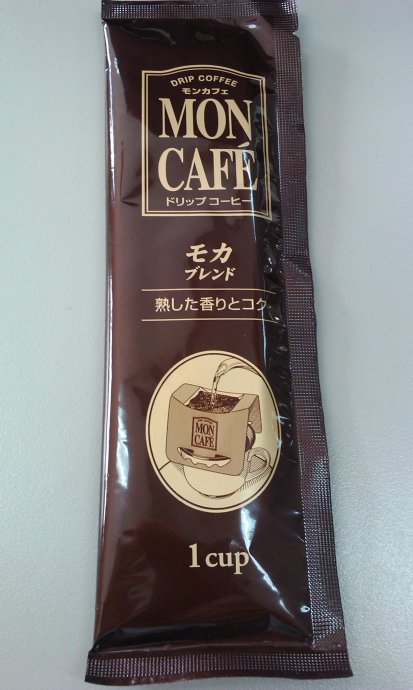 DRIP COFFEE
モンカフェ
MON
CAFÉ
ドリップ コーヒー
モカ
ブレンド
熟した香りとコク
MON
CAFÉ
1 cup